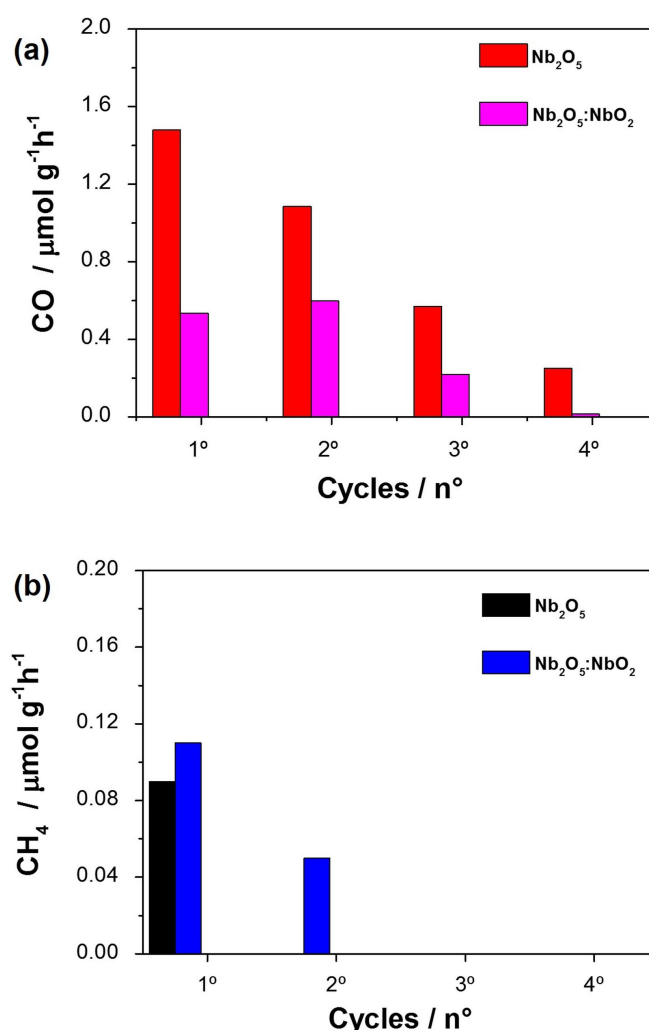 (a)
2.0
1.6
1.2
0.8
0.4
0.0
CO / μmol g⁻¹h⁻¹
Nb₂O₅
Nb₂O₅:NbO₂
1º 2º 3º 4º
Cycles / n°
(b)
0.20
0.16
0.12
0.08
0.04
0.00
CH₄ / μmol g⁻¹h⁻¹
Nb₂O₅
Nb₂O₅:NbO₂
1º 2º 3º 4º
Cycles / n°